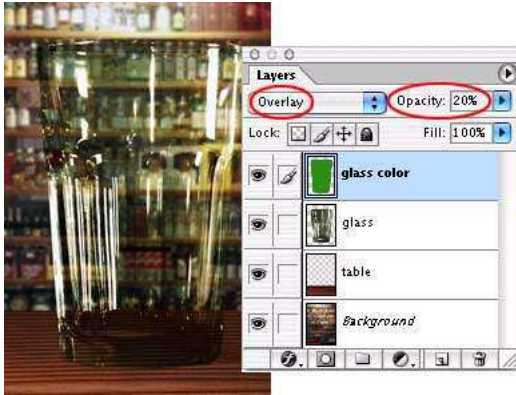 Layers
Overlay Opacity: 20%
Lock: Fill: 100%
glass color
glass
table
Background